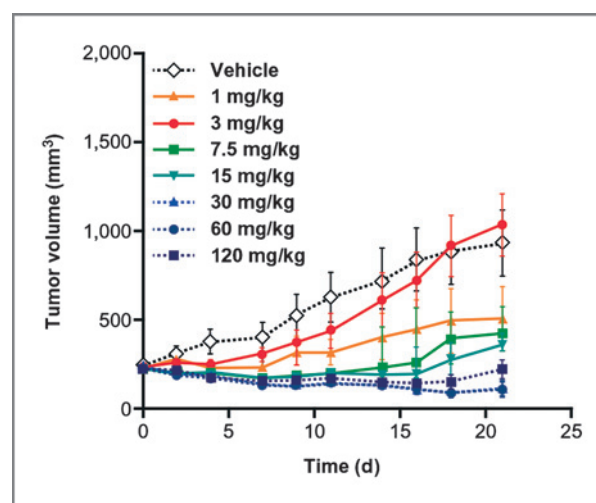 2,000
1,500
1,000
500
0
Tumor volume (mm³)
Vehicle
1 mg/kg
3 mg/kg
7.5 mg/kg
15 mg/kg
30 mg/kg
60 mg/kg
120 mg/kg
0 5 10 15 20 25
Time (d)